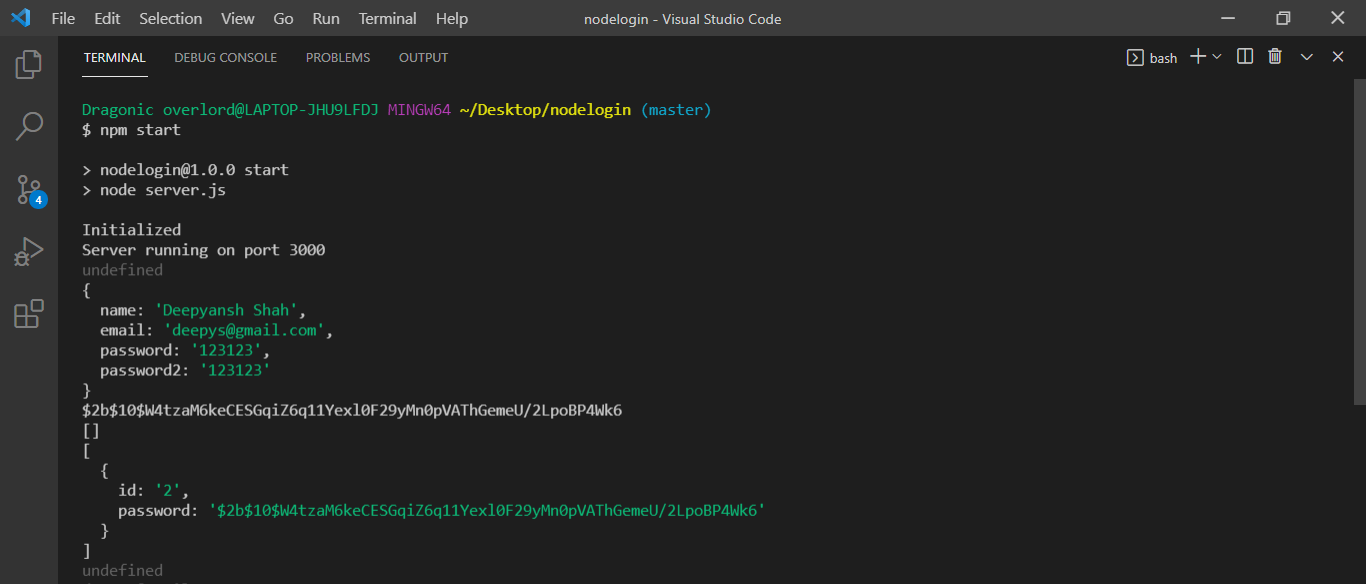 File Edit Selection View Go Run Terminal Help nodelogin - Visual Studio Code
TERMINAL DEBUG CONSOLE PROBLEMS OUTPUT bash
4
Dragonic overlord@LAPTOP-JHU9LFDJ MINGW64 ~/Desktop/nodelogin (master)
$ npm start
> nodelogin@1.0.0 start
> node server.js
Initialized
Server running on port 3000
undefined
{
name: 'Deepyansh Shah',
email: 'deepys@gmail.com',
password: '123123',
password2: '123123'
}
$2b$10$W4tzaM6keCESGqiZ6q11Yexl0F29yMn0pVAThGemeU/2LpoBP4Wk6
[]
[
{
id: '2',
password: '$2b$10$W4tzaM6keCESGqiZ6q11Yexl0F29yMn0pVAThGemeU/2LpoBP4Wk6'
}
]
undefined